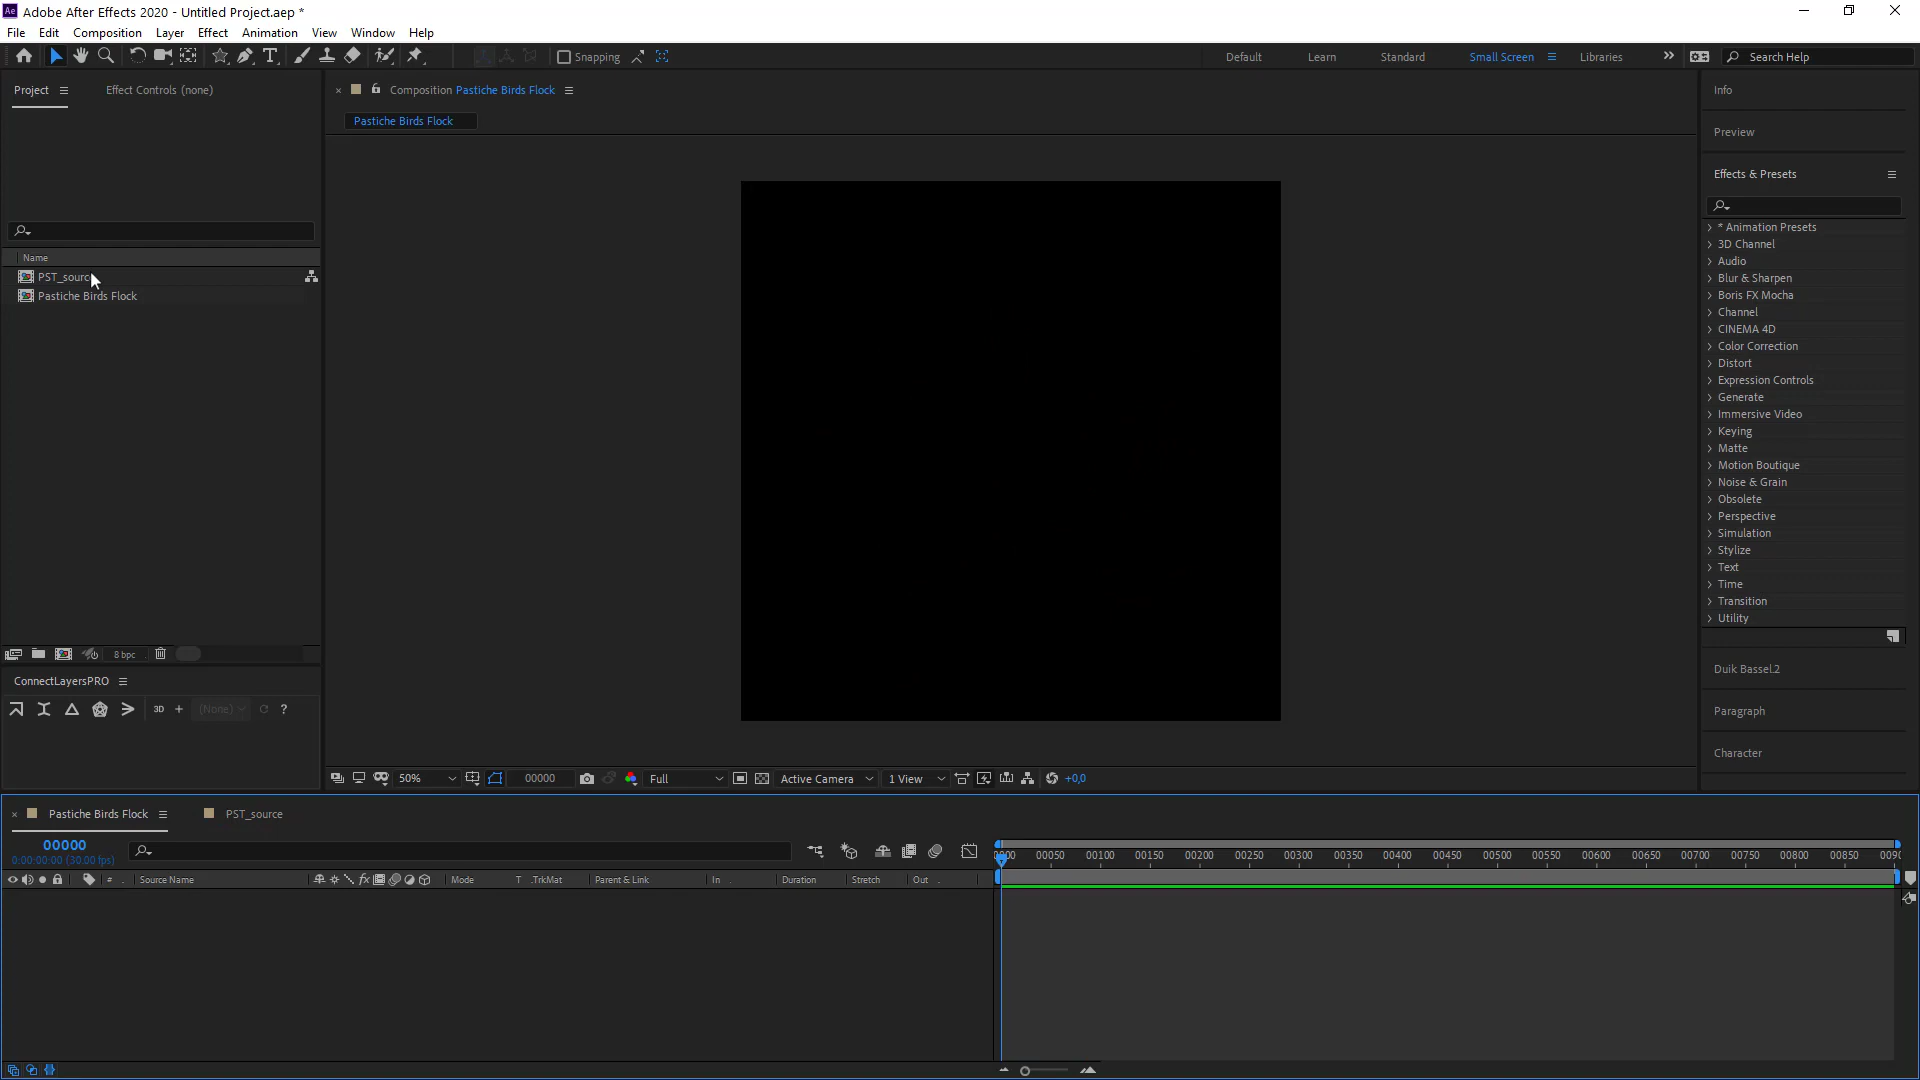 Adobe After Effects 2020 - Untitled Project.aep *
File Edit Composition Layer Effect Animation View Window Help
Snapping
Default Learn Standard Small Screen Libraries
Search Help
Project Effect Controls (none)
Composition Pastiche Birds Flock
Pastiche Birds Flock
Name
PST_source
Pastiche Birds Flock
8 bpc
ConnectLayersPRO
3D + (None) ?
50% 00000 Full Active Camera 1 View +0,0
Info
Preview
Effects & Presets
* Animation Presets
3D Channel
Audio
Blur & Sharpen
Boris FX Mocha
Channel
CINEMA 4D
Color Correction
Distort
Expression Controls
Generate
Immersive Video
Keying
Matte
Motion Boutique
Noise & Grain
Obsolete
Perspective
Simulation
Stylize
Text
Time
Transition
Utility
Duik Bassel.2
Paragraph
Character
Pastiche Birds Flock PST_source
00000
0:00:00:00 (30.00 fps)
00050 00100 00150 00200 00250 00300 00350 00400 00450 00500 00550 00600 00650 00700 00750 00800 00850
# Source Name fx Mode T .TrkMat Parent & Link In Duration Stretch Out